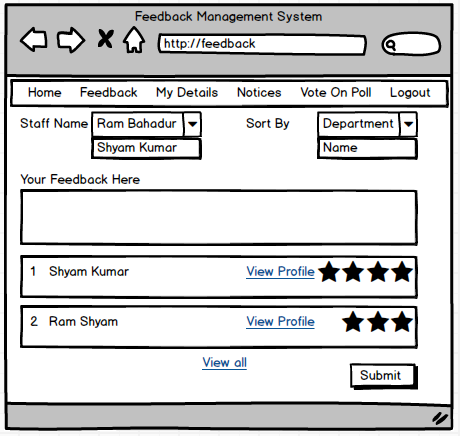 Feedback Management System
http://feedback
Home Feedback My Details Notices Vote On Poll Logout
Staff Name Ram Bahadur Sort By Department
Shyam Kumar Name
Your Feedback Here
1 Shyam Kumar View Profile
2 Ram Shyam View Profile
View all
Submit